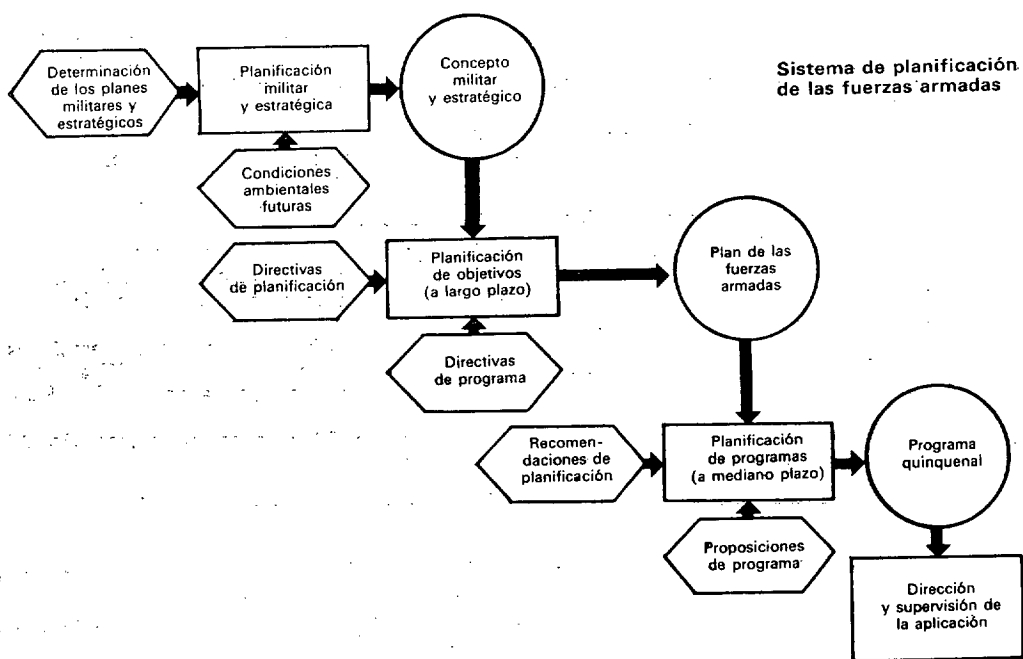 Sistema de planificación
de las fuerzas armadas
Determinación
de los planes
militares y
estratégicos
Planificación
militar
y estratégica
Concepto
militar
y estratégico
Condiciones
ambientales
futuras
Directivas
de planificación
Planificación
de objetivos
(a largo plazo)
Plan de las
fuerzas
armadas
Directivas
de programa
Recomen-
daciones de
planificación
Planificación
de programas
(a mediano plazo)
Programa
quinquenal
Proposiciones
de programa
Dirección
y supervisión de
la aplicación